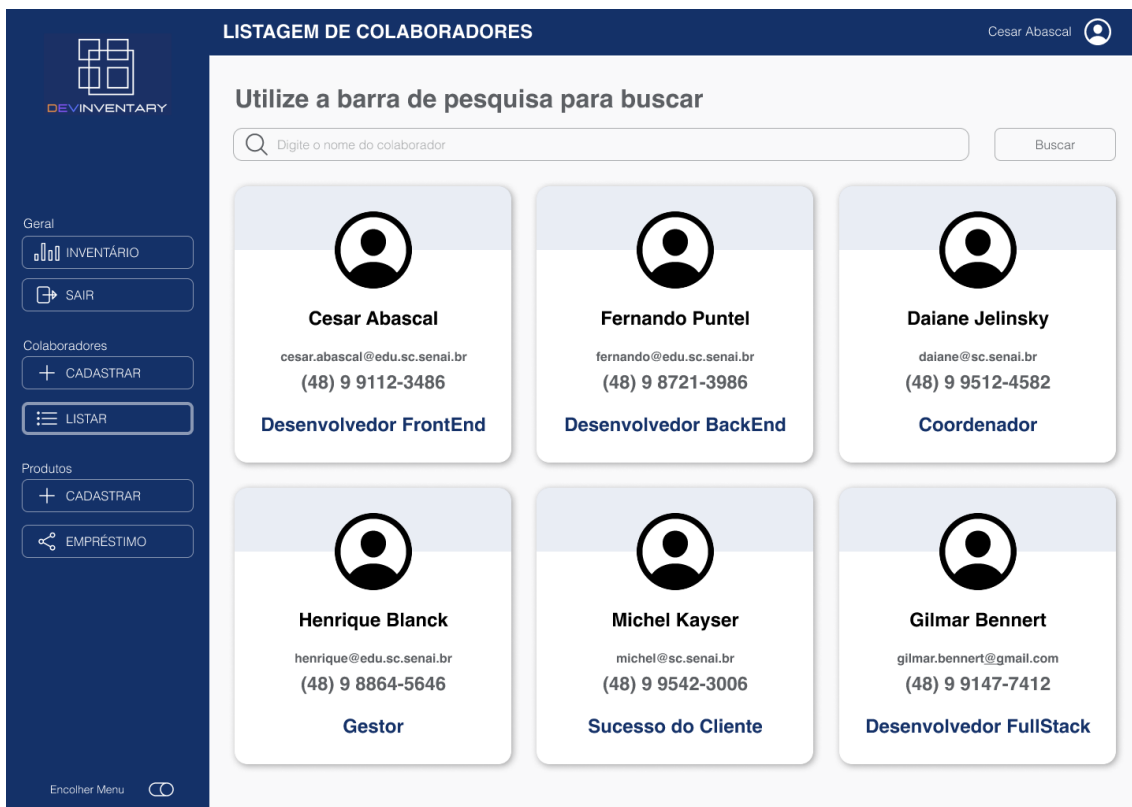 DEVINVENTARY
Geral
INVENTÁRIO
SAIR
Colaboradores
CADASTRAR
LISTAR
Produtos
CADASTRAR
EMPRÉSTIMO
Encolher Menu
LISTAGEM DE COLABORADORES
Cesar Abascal
Utilize a barra de pesquisa para buscar
Digite o nome do colaborador
Buscar
Cesar Abascal
cesar.abascal@edu.sc.senai.br
(48) 9 9112-3486
Desenvolvedor FrontEnd
Fernando Puntel
fernando@edu.sc.senai.br
(48) 9 8721-3986
Desenvolvedor BackEnd
Daiane Jelinsky
daiane@sc.senai.br
(48) 9 9512-4582
Coordenador
Henrique Blanck
henrique@edu.sc.senai.br
(48) 9 8864-5646
Gestor
Michel Kayser
michel@sc.senai.br
(48) 9 9542-3006
Sucesso do Cliente
Gilmar Bennert
gilmar.bennert@gmail.com
(48) 9 9147-7412
Desenvolvedor FullStack